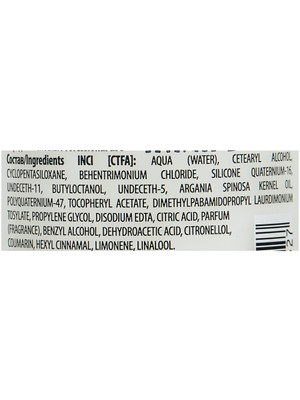 Состав/Ingredients INCI [CTFA]: AQUA (WATER), CETEARYL ALCOHOL,
CYCLOPENTASILOXANE, BEHENTRIMONIUM CHLORIDE, SILICONE QUATERNIUM-16,
UNDECETH-11, BUTYLOCTANOL, UNDECETH-5, ARGANIA SPINOSA KERNEL OIL,
POLYQUATERNIUM-47, TOCOPHERYL ACETATE, DIMETHYLPABAMIDOPROPYL LAURDIMONIUM
TOSYLATE, PROPYLENE GLYCOL, DISODIUM EDTA, CITRIC ACID, PARFUM
(FRAGRANCE), BENZYL ALCOHOL, DEHYDROACETIC ACID, CITRONELLOL,
COUMARIN, HEXYL CINNAMAL, LIMONENE, LINALOOL.